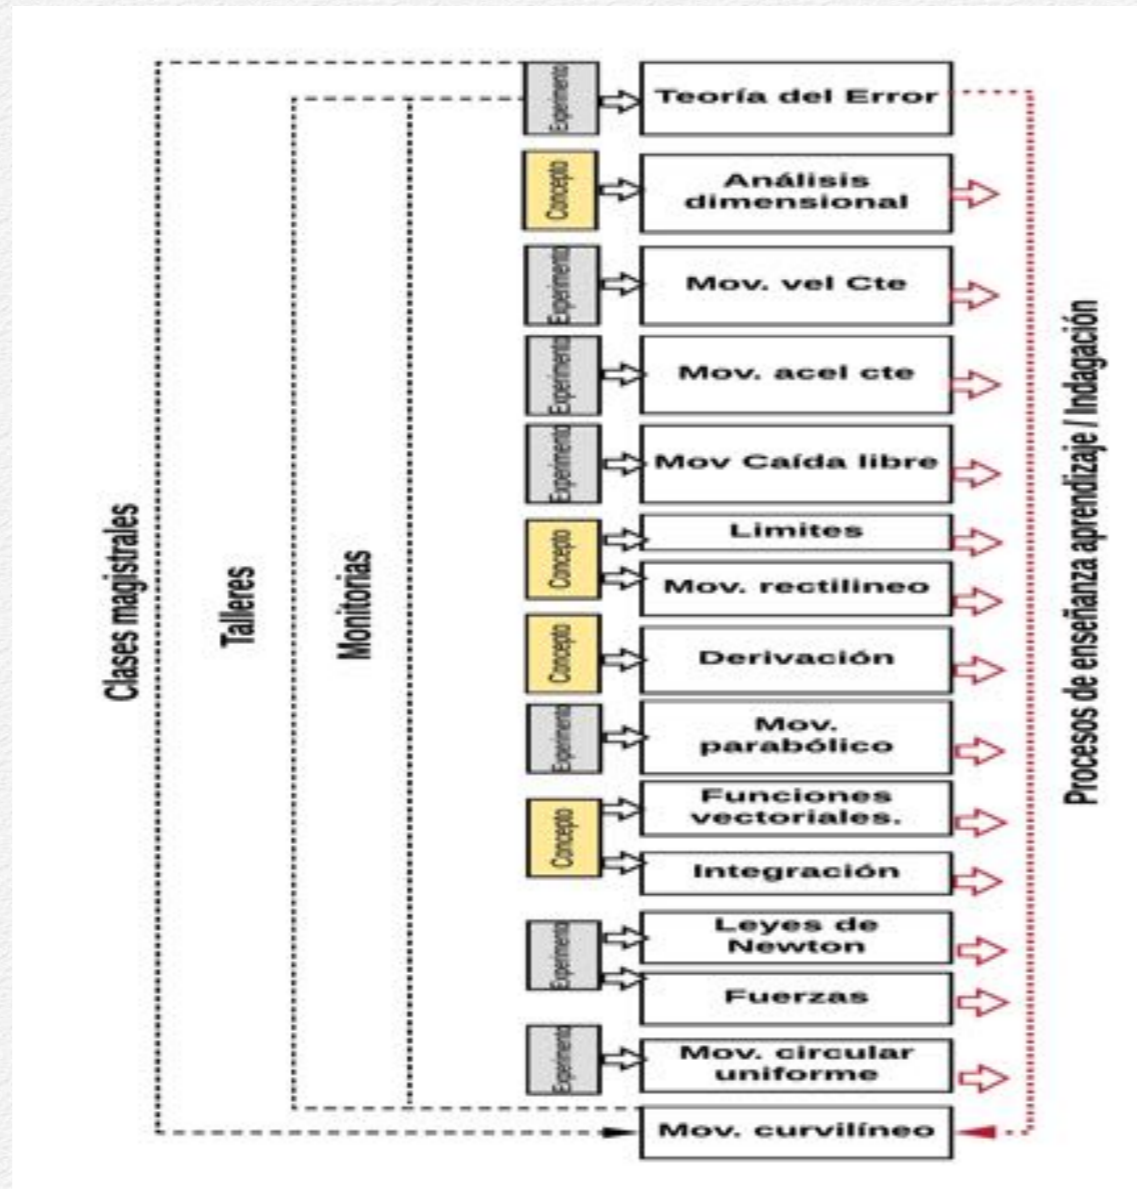 Clases magistrales
Talleres
Monitorias
Experimento
Teoría del Error
Concepto
Análisis
dimensional
Experimento
Mov. vel Cte
Experimento
Mov. acel cte
Experimento
Mov Caída libre
Concepto
Limites
Mov. rectilineo
Concepto
Derivación
Experimento
Mov.
parabólico
Concepto
Funciones
vectoriales.
Integración
Experimento
Leyes de
Newton
Fuerzas
Experimento
Mov. circular
uniforme
Mov. curvilíneo
Procesos de enseñanza aprendizaje / Indagación